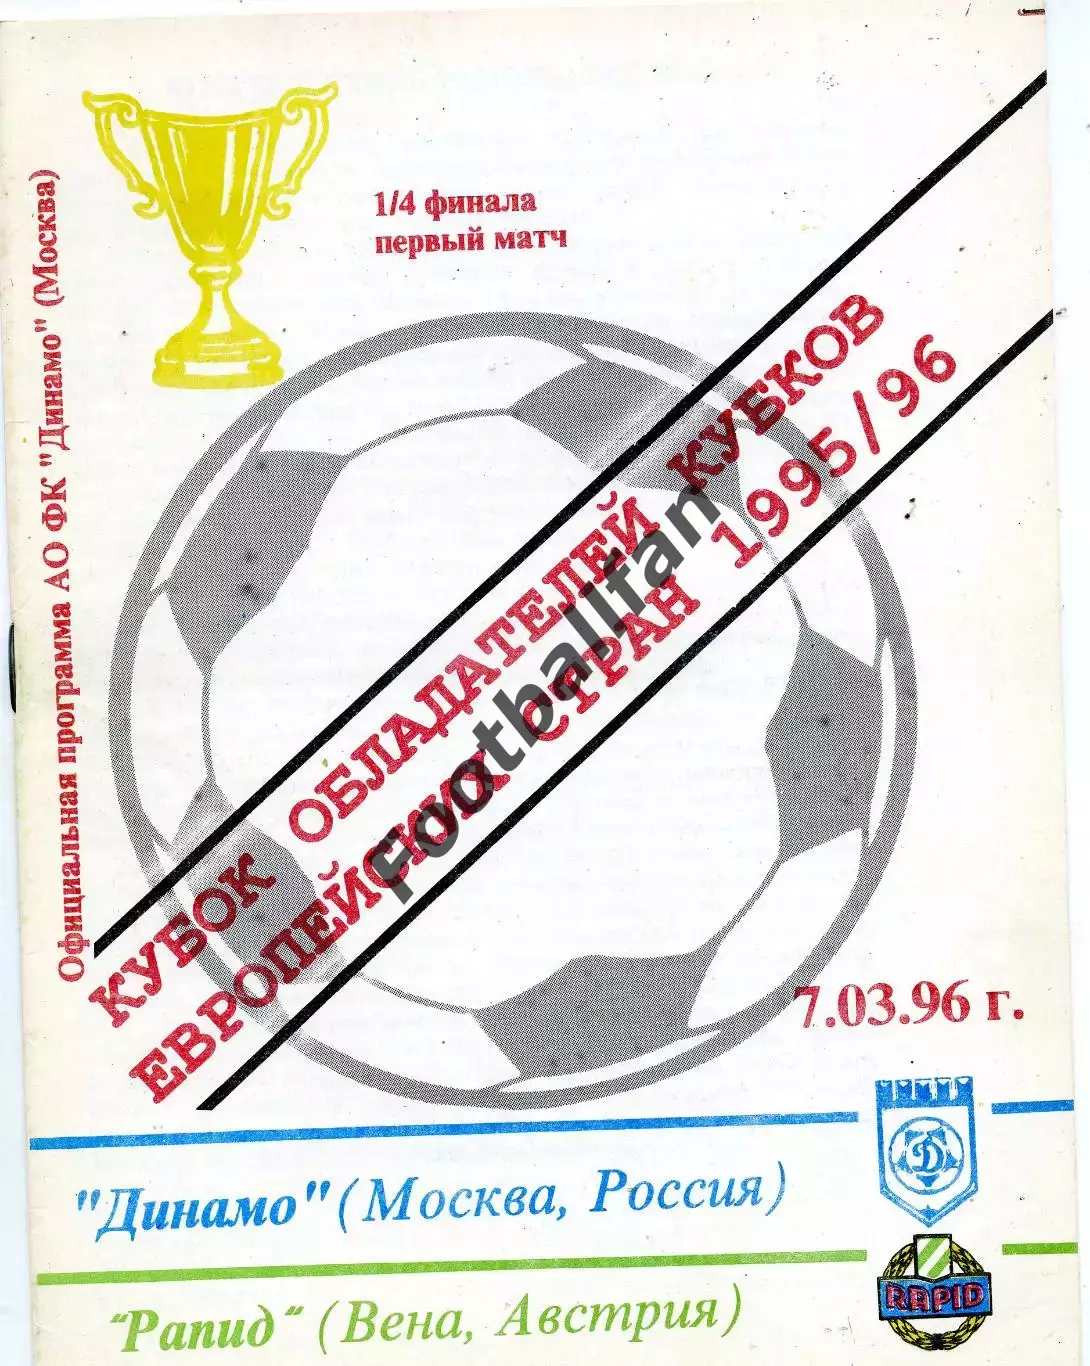 1/4 финала
первый матч
Официальная программа АО ФК "Динамо" (Москва)
КУБОК ОБЛАДАТЕЛЕЙ КУБКОВ
ЕВРОПЕЙСКИХ СТРАН 1995/96
Footballfan
7.03.96 г.
Д
"Динамо" (Москва, Россия)
RAPID
"Рапид" (Вена, Австрия)